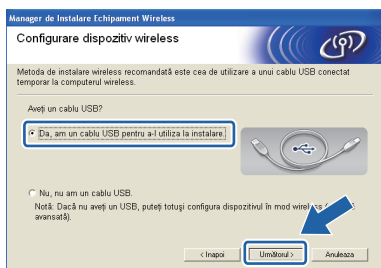 Manager de Instalare Echipament Wireless
Configurare dispozitiv wireless
Metoda de instalare wireless recomandată este cea de utilizare a unui cablu USB conectat
temporar la computerul wireless.
Aveți un cablu USB?
Da, am un cablu USB pentru a-l utiliza la instalare.
Nu, nu am un cablu USB.
Notă: Dacă nu aveți un USB, puteți totuși configura dispozitivul în mod
avansată).
< Inapoi
Următorul >
Anuleaza